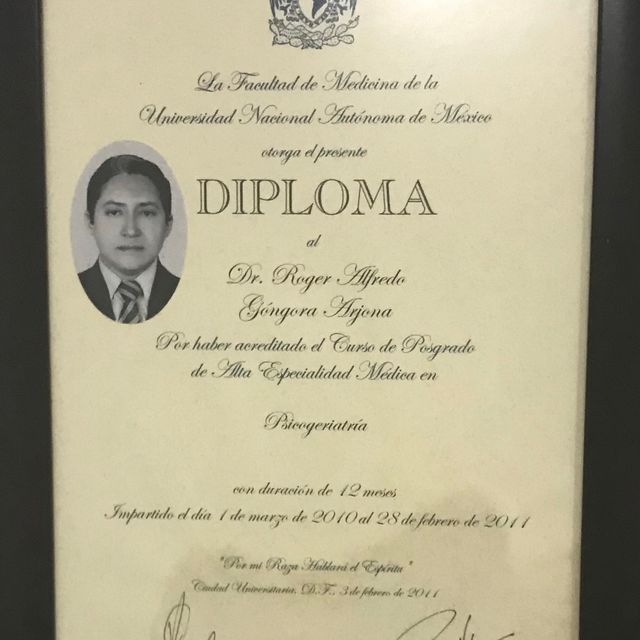 La Facultad de Medicina de la
Universidad Nacional Autónoma de México
otorga el presente
DIPLOMA
al
Dr. Roger Alfredo
Góngora Arjona
Por haber acreditado el Curso de Posgrado
de Alta Especialidad Médica en
Psicogeriatría
con duración de 12 meses
Impartido el día 1 de marzo de 2010 al 28 de febrero de 2011
"Por mi Raza Hablará el Espíritu"
Ciudad Universitaria, D.F., 3 de febrero de 2011